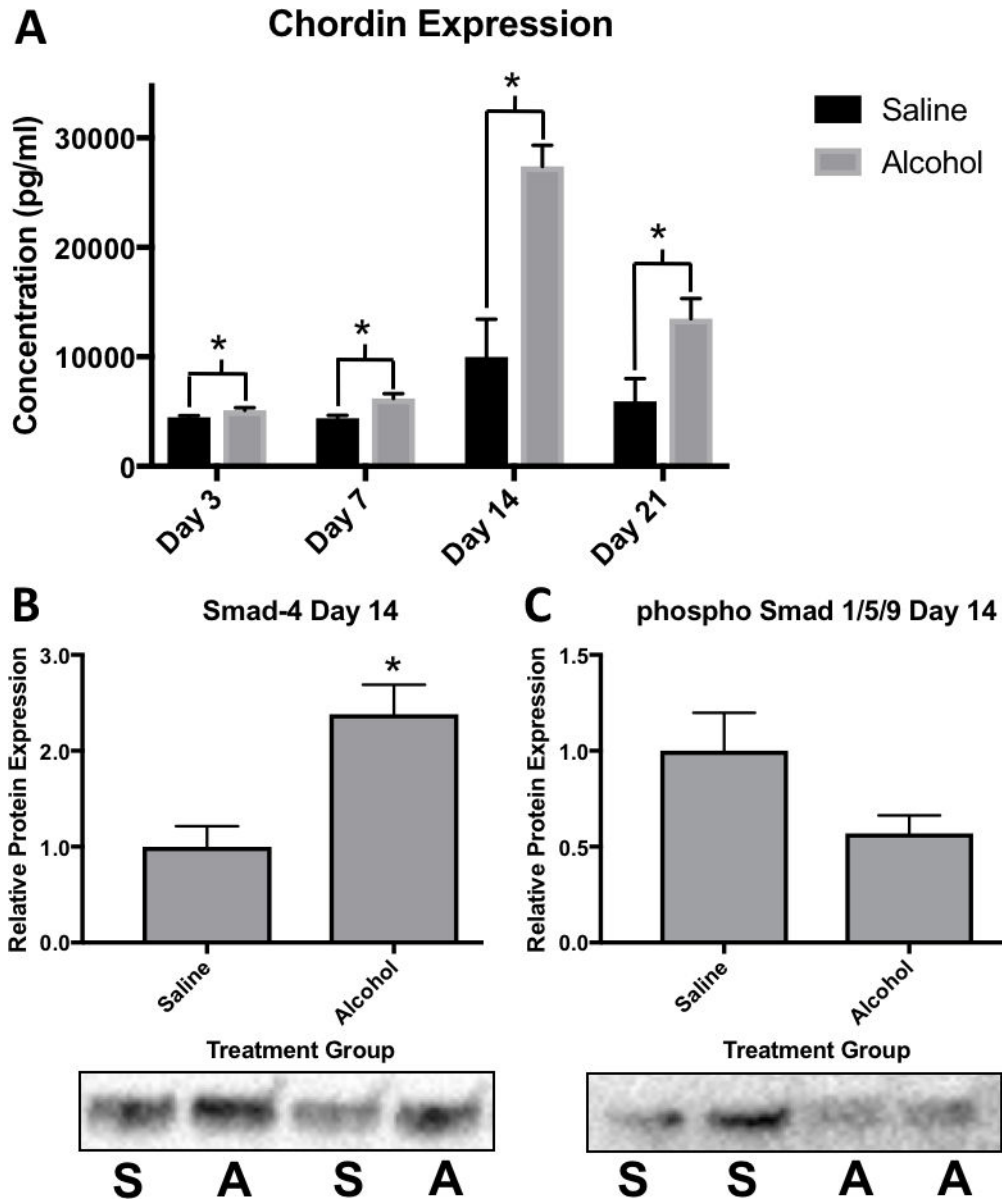 A
Chordin Expression
Concentration (pg/ml)
30000
20000
10000
0
*
*
*
*
Day 3
Day 7
Day 14
Day 21
Saline
Alcohol
B
Smad-4 Day 14
Relative Protein Expression
3.0
2.0
1.0
0.0
*
Saline
Alcohol
Treatment Group
S A S A
C
phospho Smad 1/5/9 Day 14
Relative Protein Expression
1.5
1.0
0.5
0.0
Saline
Alcohol
Treatment Group
S S A A